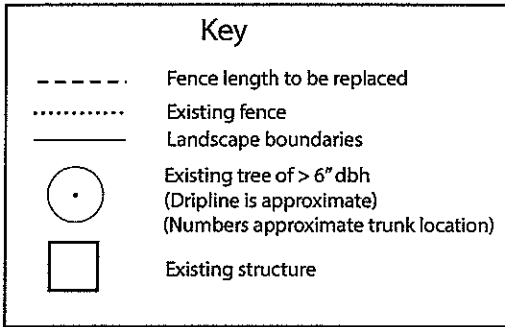 Key
Fence length to be replaced
Existing fence
Landscape boundaries
Existing tree of > 6" dbh
(Dripline is approximate)
(Numbers approximate trunk location)
Existing structure